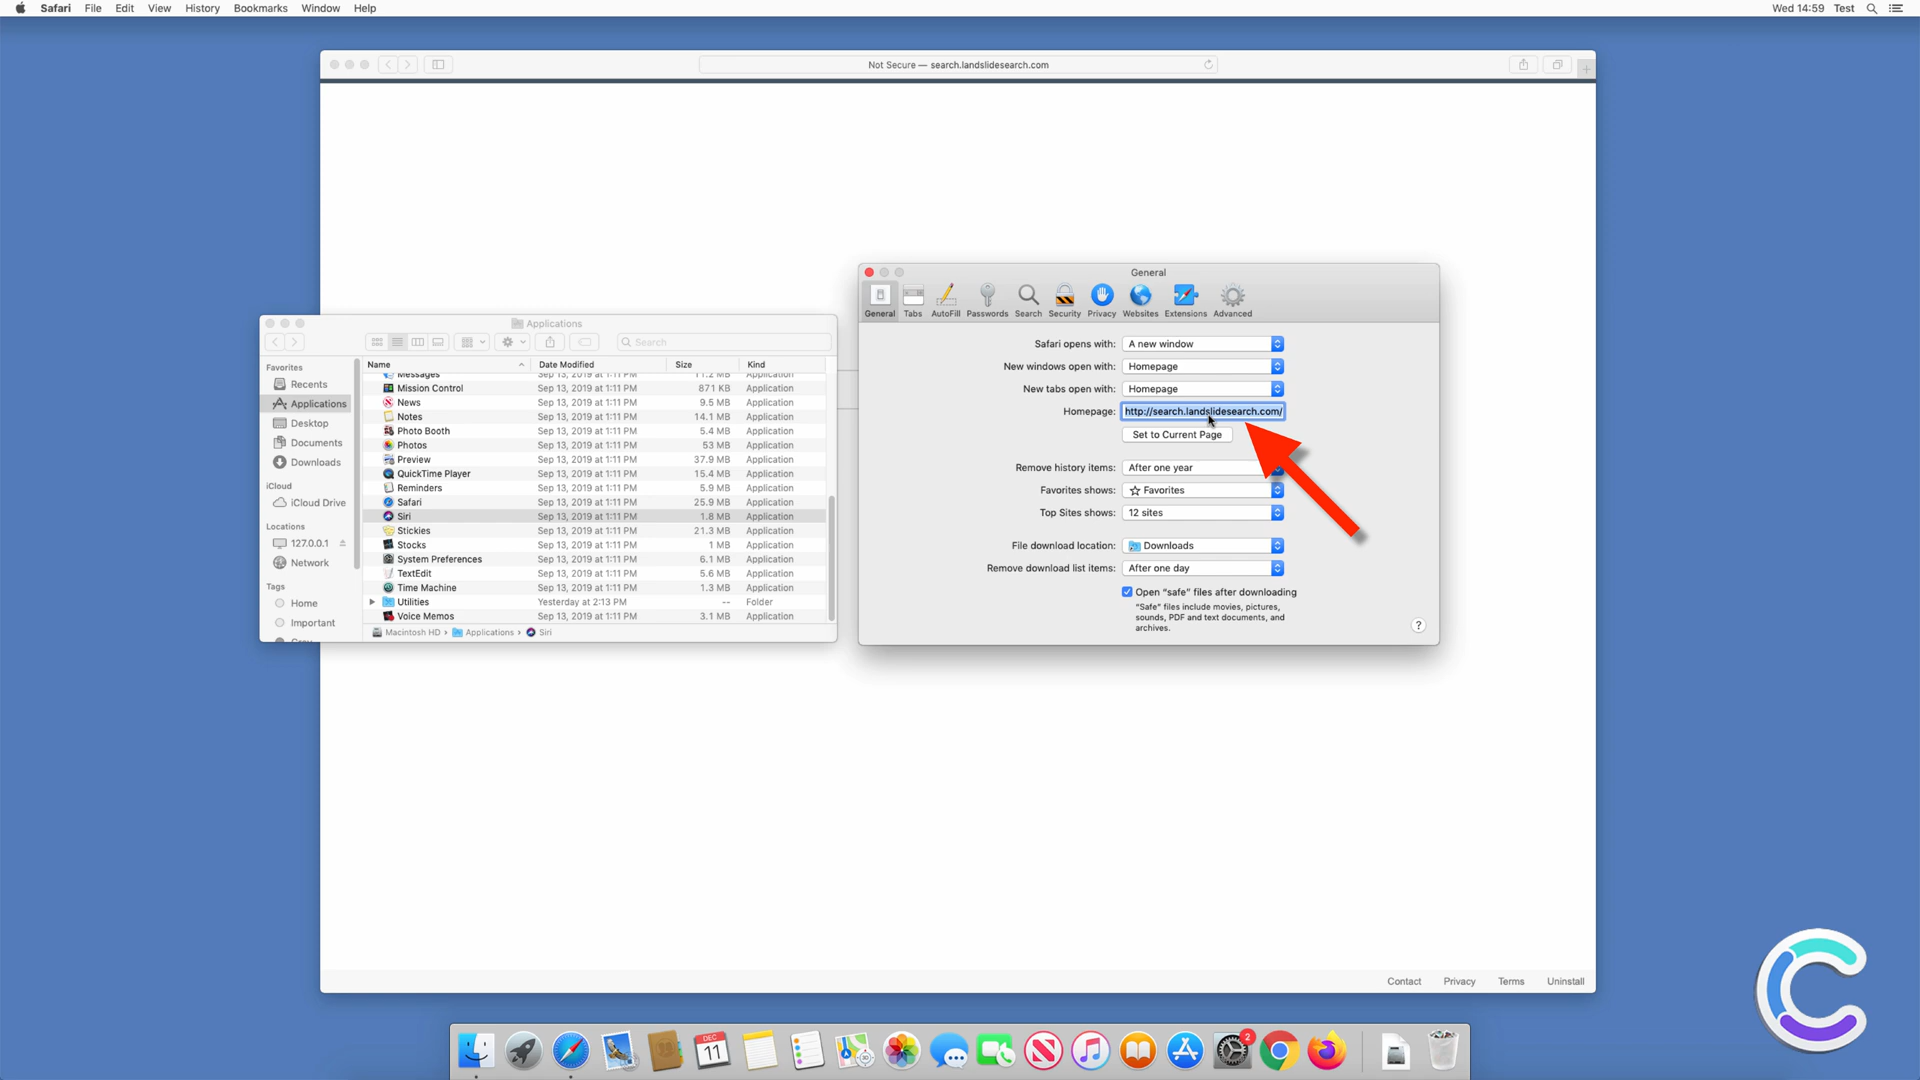 Safari File Edit View History Bookmarks Window Help
Wed 14:59 Test
Not Secure — search.landslidesearch.com
General
General Tabs AutoFill Passwords Search Security Privacy Websites Extensions Advanced
Safari opens with: A new window
New windows open with: Homepage
New tabs open with: Homepage
Homepage: http://search.landslidesearch.com/
Set to Current Page
Remove history items: After one year
Favorites shows: Favorites
Top Sites shows: 12 sites
File download location: Downloads
Remove download list items: After one day
Open “safe” files after downloading
“Safe” files include movies, pictures,
sounds, PDF and text documents, and
archives.
?
Applications
Search
Favorites
Recents
Applications
Desktop
Documents
Downloads
iCloud
iCloud Drive
Locations
127.0.0.1
Network
Tags
Home
Important
Name Date Modified Size Kind
Messages Sep 13, 2019 at 1:11 PM 11.2 MB Application
Mission Control Sep 13, 2019 at 1:11 PM 871 KB Application
News Sep 13, 2019 at 1:11 PM 9.5 MB Application
Notes Sep 13, 2019 at 1:11 PM 14.1 MB Application
Photo Booth Sep 13, 2019 at 1:11 PM 5.4 MB Application
Photos Sep 13, 2019 at 1:11 PM 53 MB Application
Preview Sep 13, 2019 at 1:11 PM 37.9 MB Application
QuickTime Player Sep 13, 2019 at 1:11 PM 15.4 MB Application
Reminders Sep 13, 2019 at 1:11 PM 5.9 MB Application
Safari Sep 13, 2019 at 1:11 PM 25.9 MB Application
Siri Sep 13, 2019 at 1:11 PM 1.8 MB Application
Stickies Sep 13, 2019 at 1:11 PM 21.3 MB Application
Stocks Sep 13, 2019 at 1:11 PM 1 MB Application
System Preferences Sep 13, 2019 at 1:11 PM 6.1 MB Application
TextEdit Sep 13, 2019 at 1:11 PM 5.6 MB Application
Time Machine Sep 13, 2019 at 1:11 PM 1.3 MB Application
Utilities Yesterday at 2:13 PM -- Folder
Voice Memos Sep 13, 2019 at 1:11 PM 3.1 MB Application
Macintosh HD › Applications › Siri
Contact Privacy Terms Uninstall
DEC
11
2